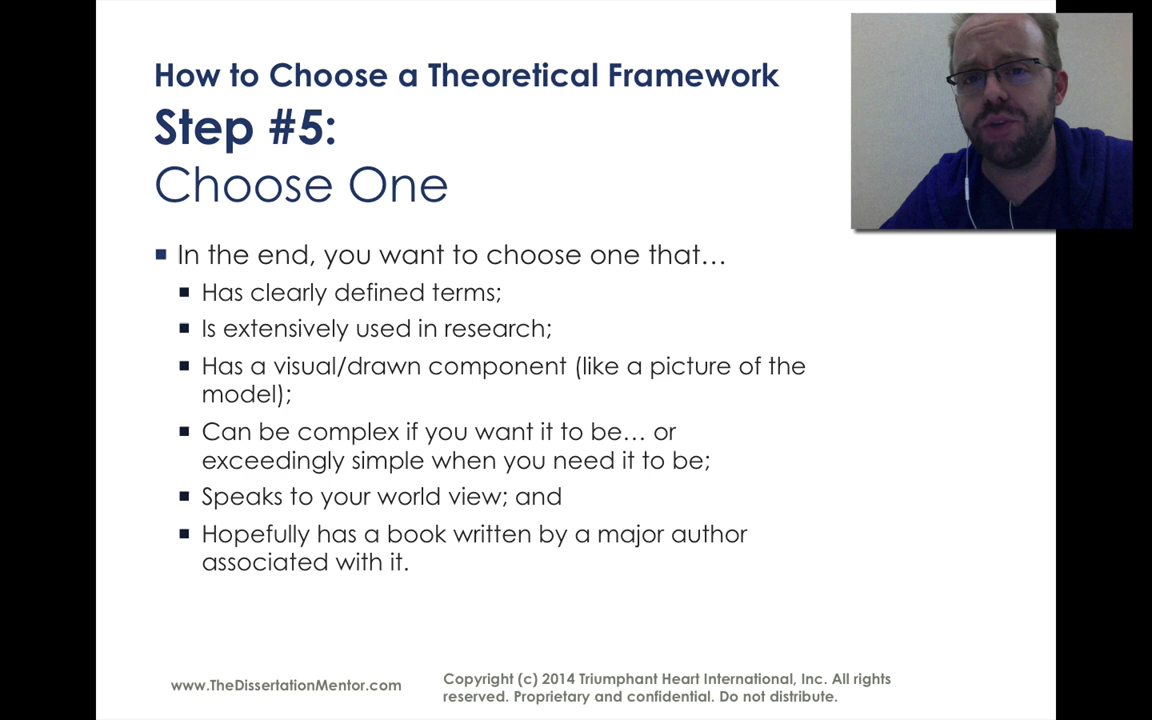 How to Choose a Theoretical Framework
Step #5:
Choose One
In the end, you want to choose one that…
Has clearly defined terms;
Is extensively used in research;
Has a visual/drawn component (like a picture of the
model);
Can be complex if you want it to be… or
exceedingly simple when you need it to be;
Speaks to your world view; and
Hopefully has a book written by a major author
associated with it.
www.TheDissertationMentor.com
Copyright (c) 2014 Triumphant Heart International, Inc. All rights
reserved. Proprietary and confidential. Do not distribute.